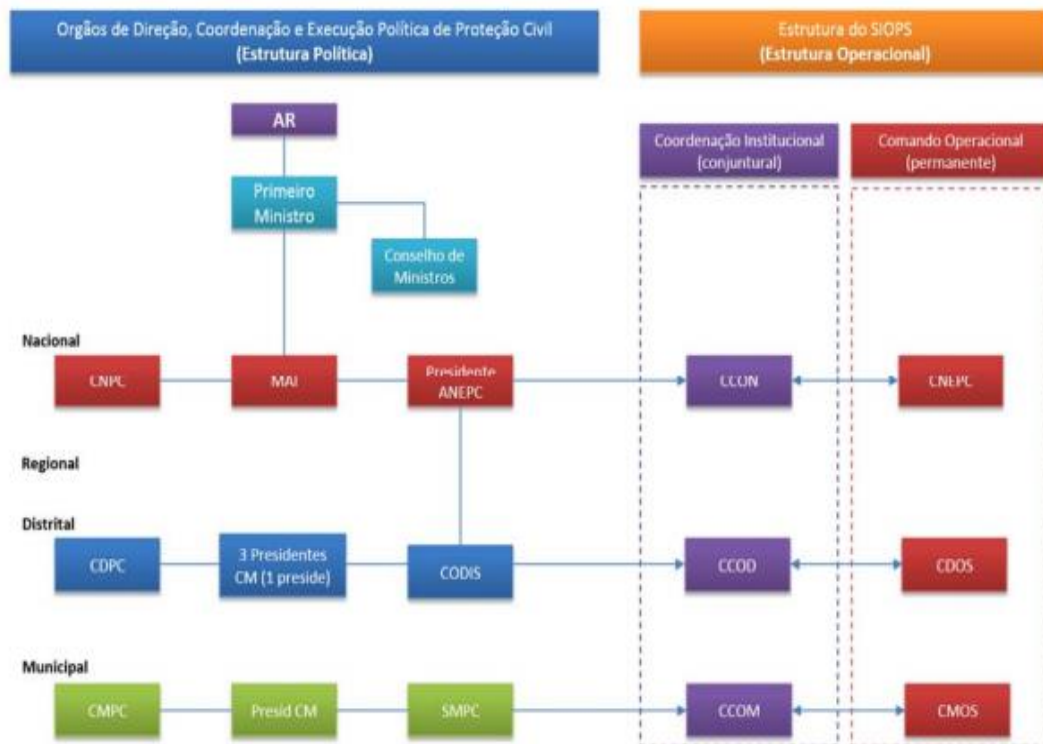 Orgãos de Direção, Coordenação e Execução Política de Proteção Civil
(Estrutura Política)
Estrutura do SIOPS
(Estrutura Operacional)
AR
Coordenação Institucional
(conjuntural)
Comando Operacional
(permanente)
Primeiro
Ministro
Conselho de
Ministros
Nacional
CNPC
MAI
Presidente
ANEPC
CCON
CNEPC
Regional
Distrital
CDPC
3 Presidentes
CM (1 preside)
CODIS
CCOD
CDOS
Municipal
CMPC
Presid CM
SMPC
CCOM
CMOS